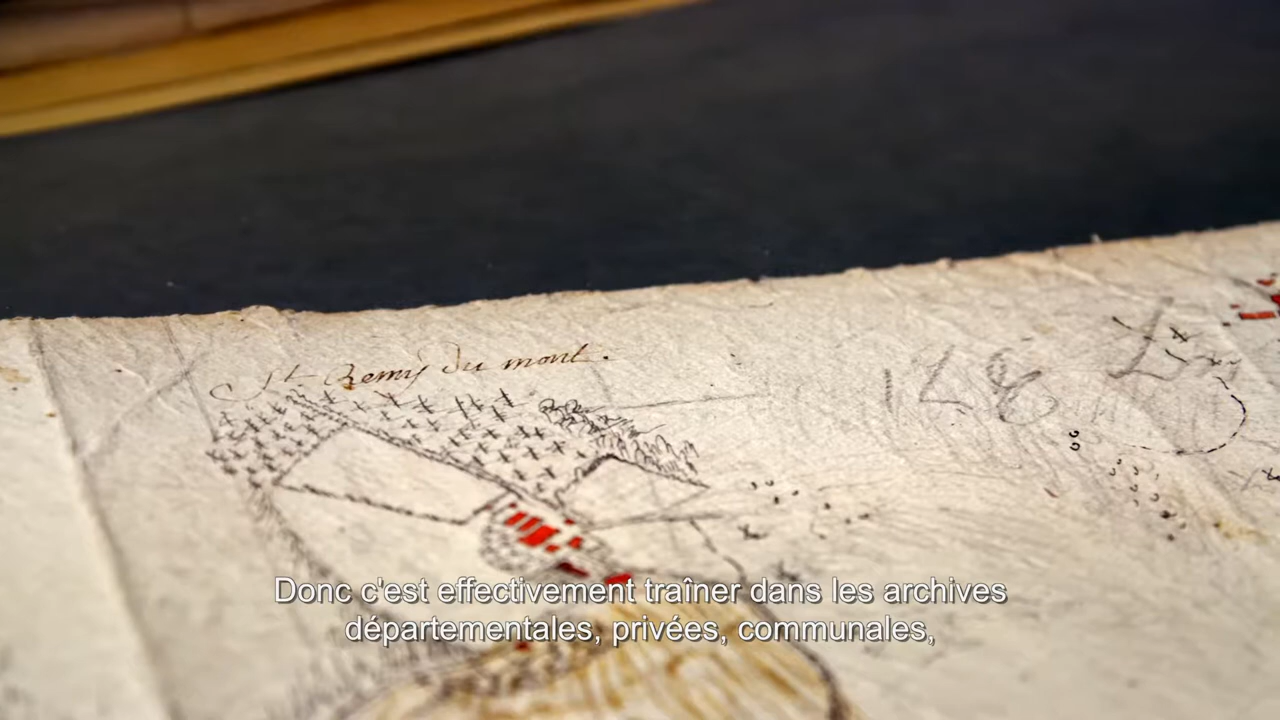 St. Remy du mont.
Donc c'est effectivement traîner dans les archives
départementales, privées, communales,